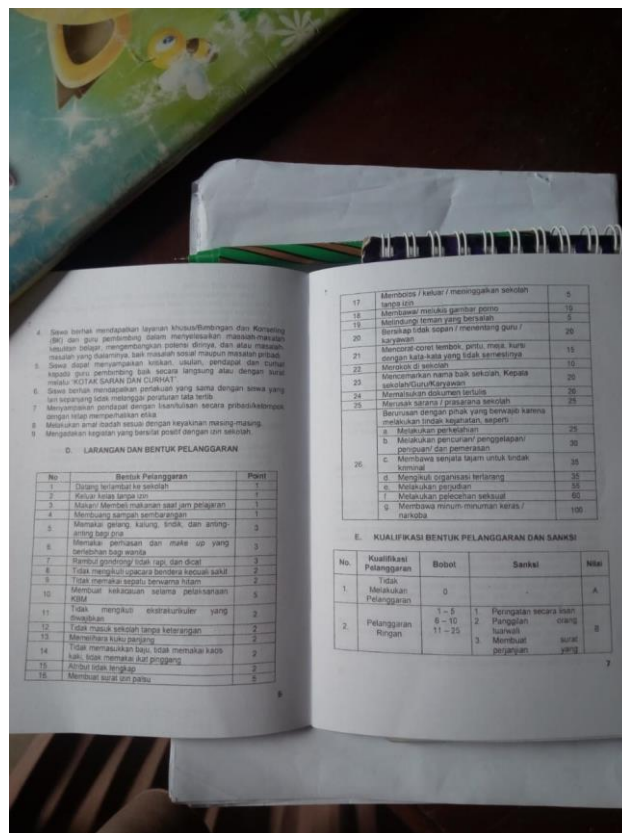 4. Siswa berhak mendapatkan layanan khusus/Bimbingan dan Konseling
(BK) dan guru pembimbing dalam menyelesaikan masalah-masalah
kesulitan belajar, mengembangkan potensi dirinya, dan atau masalah-
masalah yang dialaminya, baik masalah sosial maupun masalah pribadi.
5. Siswa dapat menyampaikan kritikan, usulan, pendapat dan curhat
kepada guru pembimbing baik secara langsung atau dengan surat
melalui "KOTAK SARAN DAN CURHAT".
6. Siswa berhak mendapatkan perlakuan yang sama dengan siswa yang
lain sepanjang tidak melanggar peraturan tata tertib.
7. Menyampaikan pendapat dengan lisan/tulisan secara pribadi/kelompok
dengan tetap memperhatikan etika.
8. Melakukan amal ibadah sesuai dengan keyakinan masing-masing.
9. Mengadakan kegiatan yang bersifat positif dengan izin sekolah.
D. LARANGAN DAN BENTUK PELANGGARAN
No Bentuk Pelanggaran Point
1. Datang terlambat ke sekolah 1
2. Keluar kelas tanpa izin 1
3. Makan/ Membeli makanan saat jam pelajaran 1
4. Membuang sampah sembarangan 1
5. Memakai gelang, kalung, tindik, dan anting-
anting bagi pria 3
6. Memakai perhiasan dan make up yang
berlebihan bagi wanita 3
7. Rambut gondrong/ tidak rapi, dan dicat 3
8. Tidak mengikuti upacara bendera kecuali sakit 2
9. Tidak memakai sepatu berwarna hitam 2
10. Membuat kekacauan selama pelaksanaan
KBM 5
11. Tidak mengikuti ekstrakurikuler yang
diwajibkan 2
12. Tidak masuk sekolah tanpa keterangan 2
13. Memelihara kuku panjang 2
14. Tidak memasukkan baju, tidak memakai kaos
kaki, tidak memakai ikat pinggang 2
15. Atribut tidak lengkap 2
16. Membuat surat izin palsu 5
6
17 Membolos / keluar / meninggalkan sekolah
tanpa izin 5
18 Membawa/ melukis gambar porno
19 Melindungi teman yang bersalah 5
20 Bersikap tidak sopan / menentang guru /
karyawan 20
21 Mencorat-coret tembok, pintu, meja, kursi
dengan kata-kata yang tidak semestinya 15
22 Merokok di sekolah 10
23 Mencemarkan nama baik sekolah, Kepala
sekolah/Guru/Karyawan 20
24 Memalsukan dokumen tertulis 20
25 Merusak sarana / prasarana sekolah 25
26. Berurusan dengan pihak yang berwajib karena
melakukan tindak kejahatan, seperti
a. Melakukan perkelahian 25
b. Melakukan pencurian/ penggelapan/
penipuan/ dan pemerasan 30
c. Membawa senjata tajam untuk tindak
kriminal 35
d. Mengikuti organisasi terlarang 35
e. Melakukan perjudian
f. Melakukan pelecehan seksual 60
g. Membawa minum-minuman keras /
narkoba 100
E. KUALIFIKASI BENTUK PELANGGARAN DAN SANKSI
No. Kualifikasi Pelanggaran Bobot Sanksi Nilai
1. Tidak Melakukan Pelanggaran 0 A
2. Pelanggaran Ringan 1 – 5 1. Peringatan secara lisan B
6 – 10 2. Panggilan orang
tua/wali
11 – 25 3. Membuat surat
perjanjian yang
7